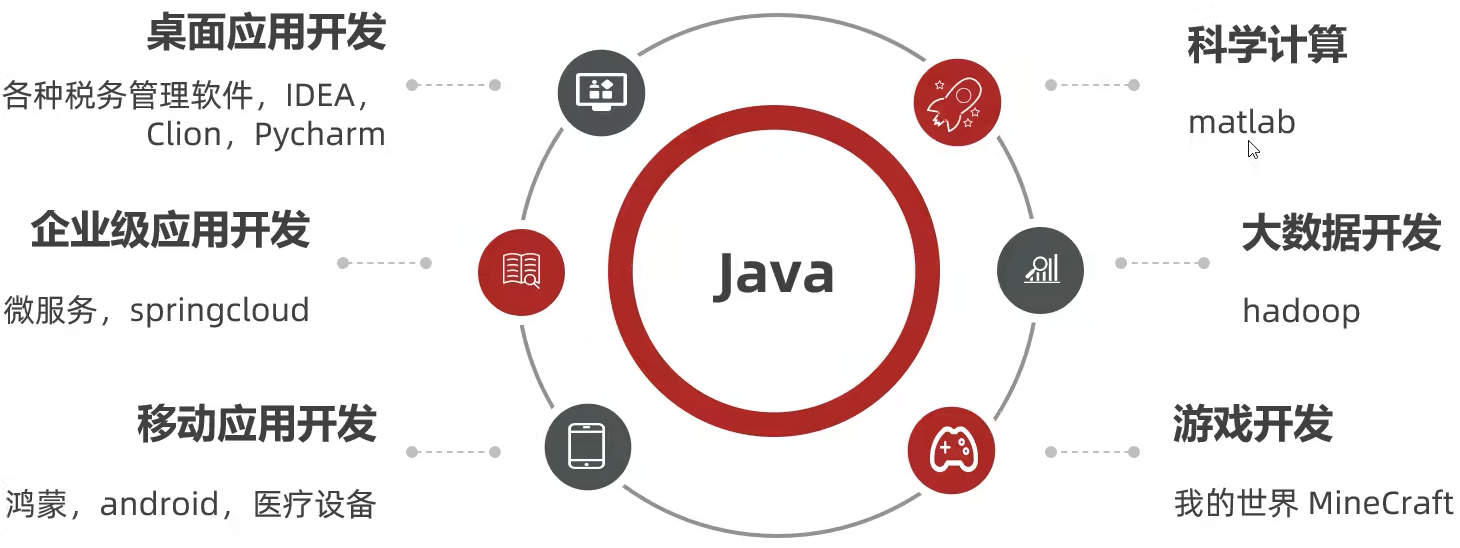 桌面应用开发
各种税务管理软件，IDEA，
Clion，Pycharm
企业级应用开发
微服务，springcloud
移动应用开发
鸿蒙，android，医疗设备
Java
科学计算
matlab
大数据开发
hadoop
游戏开发
我的世界 MineCraft